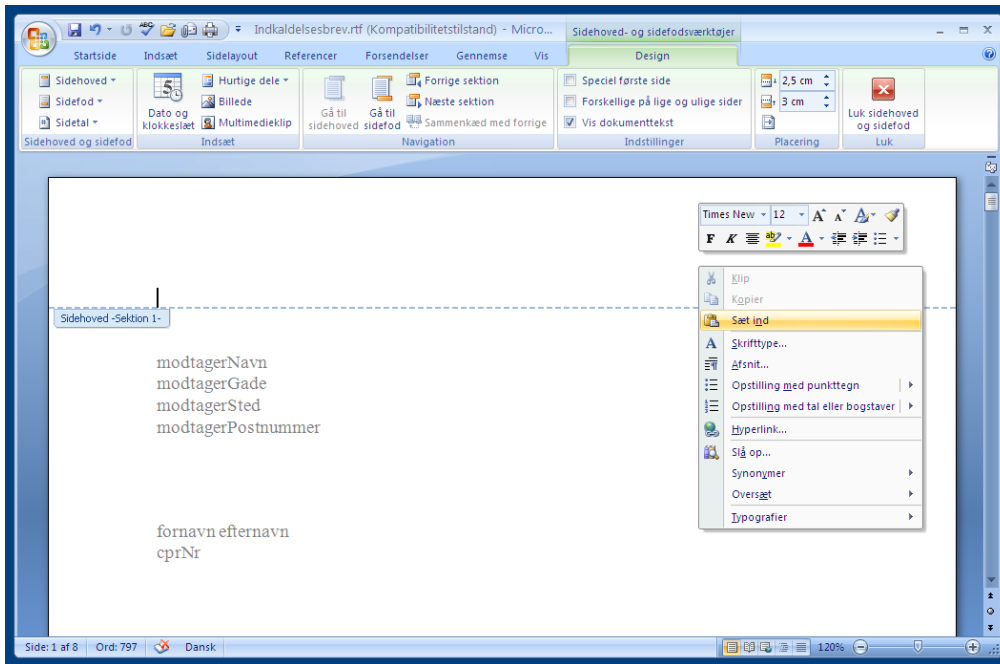 Indkaldelsesbrev.rtf (Kompatibilitetstilstand) - Micro...
Sidehoved- og sidefodsværktøjer
Startside Indsæt Sidelayout Referencer Forsendelser Gennemse Vis Design
Sidehoved
Sidefod
Sidetal
Sidehoved og sidefod
Dato og
klokkeslæt
Hurtige dele
Billede
Multimedieklip
Indsæt
Gå til
sidehoved
Gå til
sidefod
Forrige sektion
Næste sektion
Sammenkæd med forrige
Navigation
Speciel første side
Forskellige på lige og ulige sider
Vis dokumenttekst
Indstillinger
2,5 cm
3 cm
Placering
Luk sidehoved
og sidefod
Luk
Times New 12 A A A
F K ab A
Klip
Kopier
Sæt ind
Skrifttype...
Afsnit...
Opstilling med punkttegn
Opstilling med tal eller bogstaver
Hyperlink...
Slå op...
Synonymer
Oversæt
Typografier
Sidehoved -Sektion 1-
modtagerNavn
modtagerGade
modtagerSted
modtagerPostnummer
fornavn efternavn
cprNr
Side: 1 af 8 Ord: 797 Dansk 120%